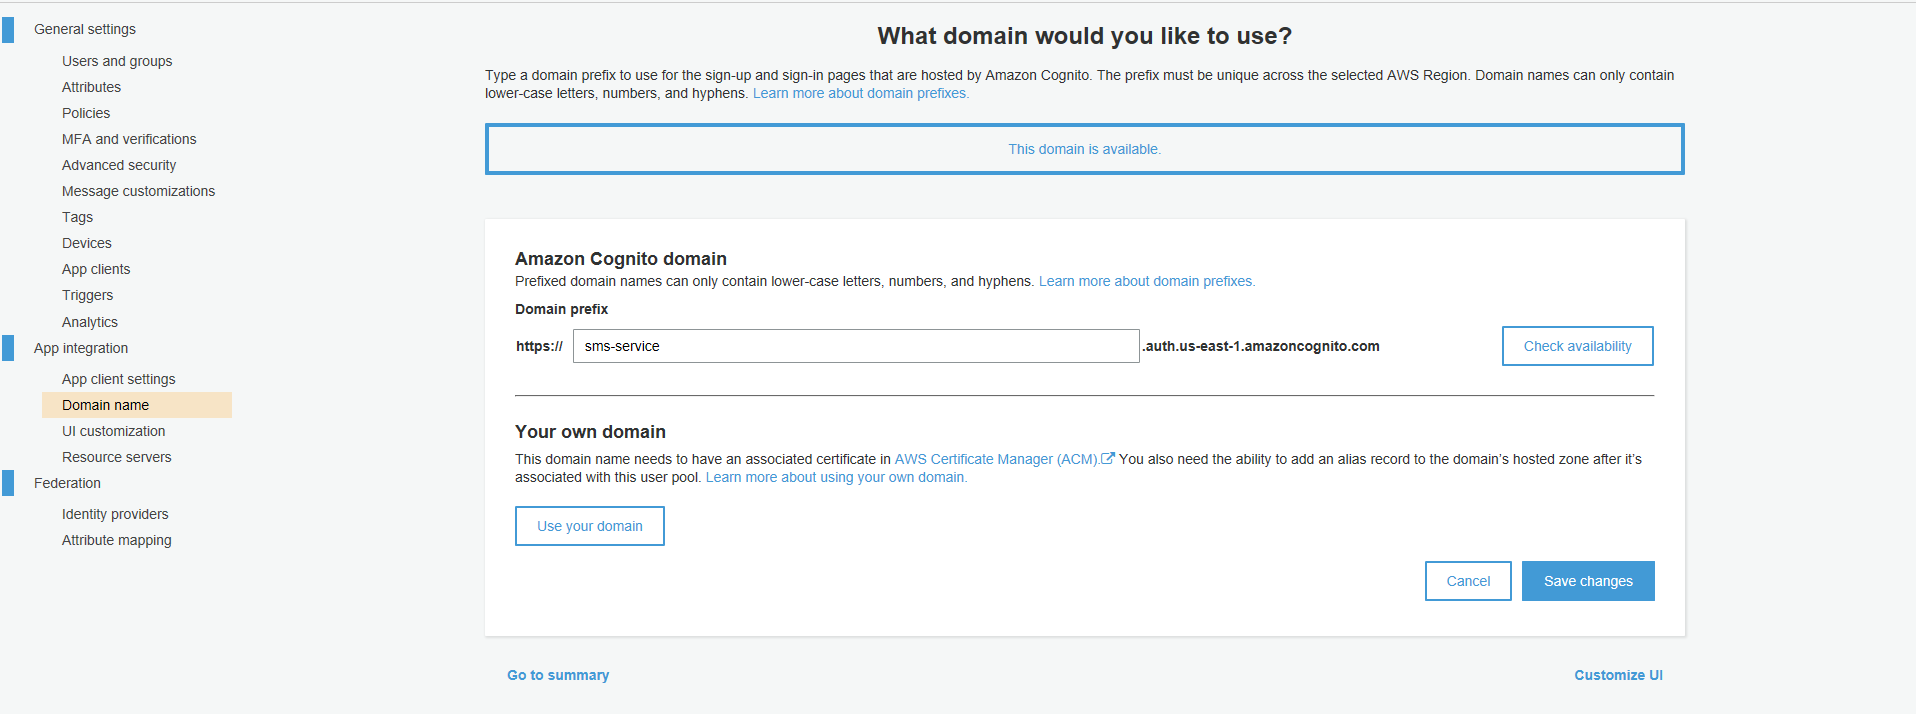 General settings
Users and groups
Attributes
Policies
MFA and verifications
Advanced security
Message customizations
Tags
Devices
App clients
Triggers
Analytics
App integration
App client settings
Domain name
UI customization
Resource servers
Federation
Identity providers
Attribute mapping
What domain would you like to use?
Type a domain prefix to use for the sign-up and sign-in pages that are hosted by Amazon Cognito. The prefix must be unique across the selected AWS Region. Domain names can only contain
lower-case letters, numbers, and hyphens. Learn more about domain prefixes.
This domain is available.
Amazon Cognito domain
Prefixed domain names can only contain lower-case letters, numbers, and hyphens. Learn more about domain prefixes.
Domain prefix
https:// sms-service .auth.us-east-1.amazoncognito.com Check availability
Your own domain
This domain name needs to have an associated certificate in AWS Certificate Manager (ACM). You also need the ability to add an alias record to the domain's hosted zone after it's
associated with this user pool. Learn more about using your own domain.
Use your domain
Cancel Save changes
Go to summary Customize UI